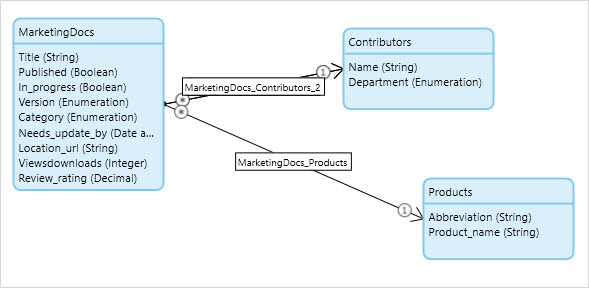 MarketingDocs
Title (String)
Published (Boolean)
In_progress (Boolean)
Version (Enumeration)
Category (Enumeration)
Needs_update_by (Date a...
Location_url (String)
Viewsdownloads (Integer)
Review_rating (Decimal)
Contributors
Name (String)
Department (Enumeration)
1
MarketingDocs_Contributors_2
*
*
MarketingDocs_Products
1
Products
Abbreviation (String)
Product_name (String)